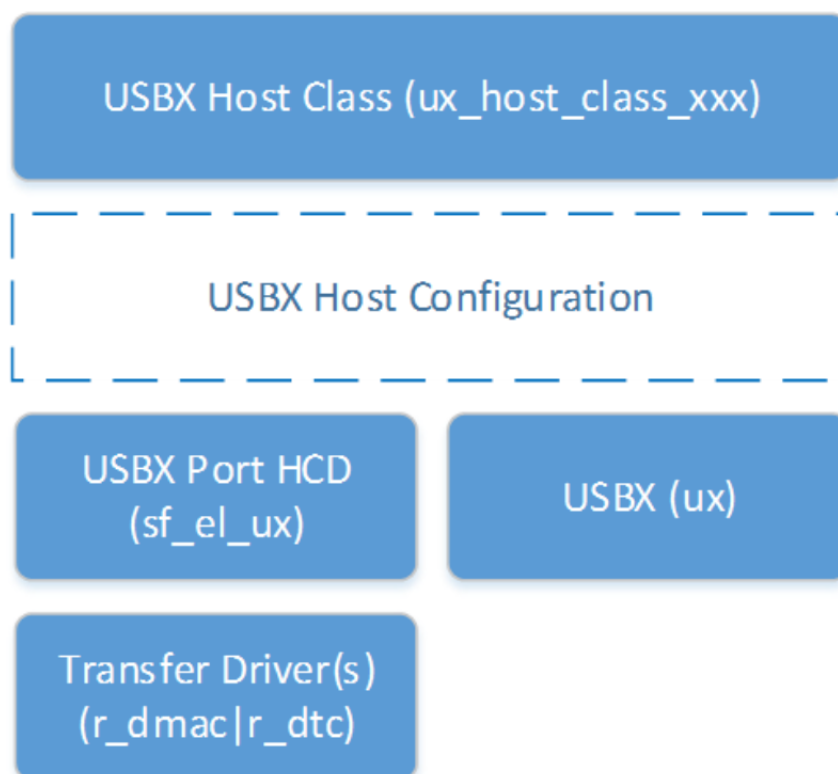 USBX Host Class (ux_host_class_xxx)
USBX Host Configuration
USBX Port HCD
(sf_el_ux)
USBX (ux)
Transfer Driver(s)
(r_dmac|r_dtc)